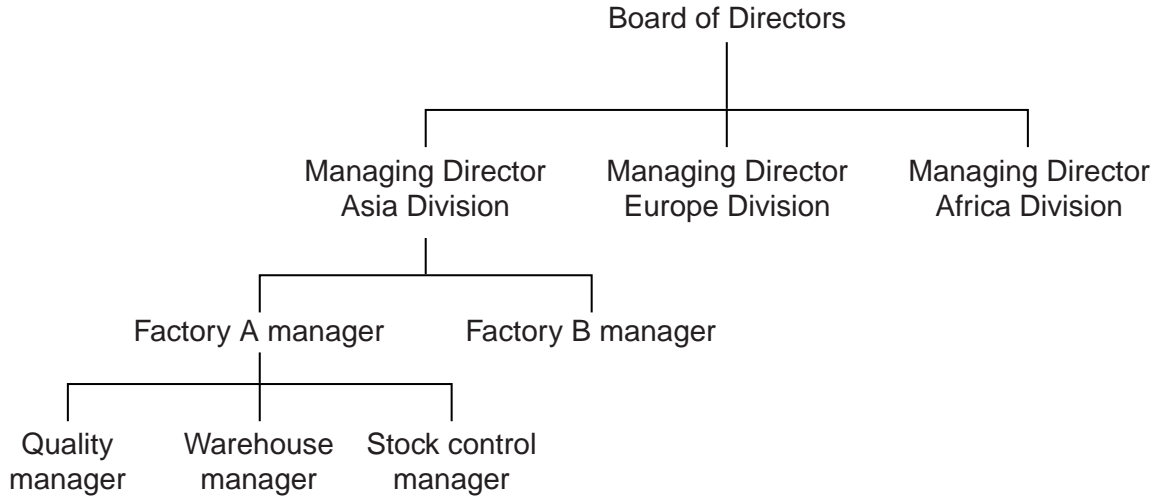 Board of Directors
Managing Director
Asia Division
Managing Director
Europe Division
Managing Director
Africa Division
Factory A manager
Factory B manager
Quality
manager
Warehouse
manager
Stock control
manager